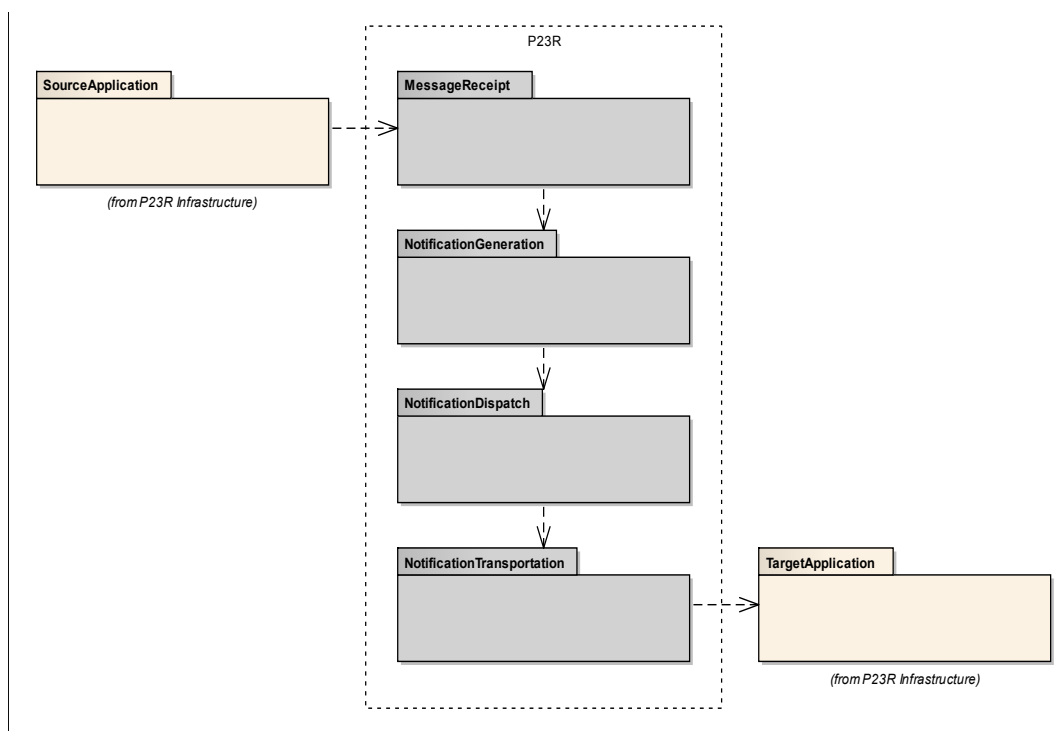 P23R
SourceApplication
MessageReceipt
(from P23R Infrastructure)
NotificationGeneration
NotificationDispatch
NotificationTransportation
TargetApplication
(from P23R Infrastructure)